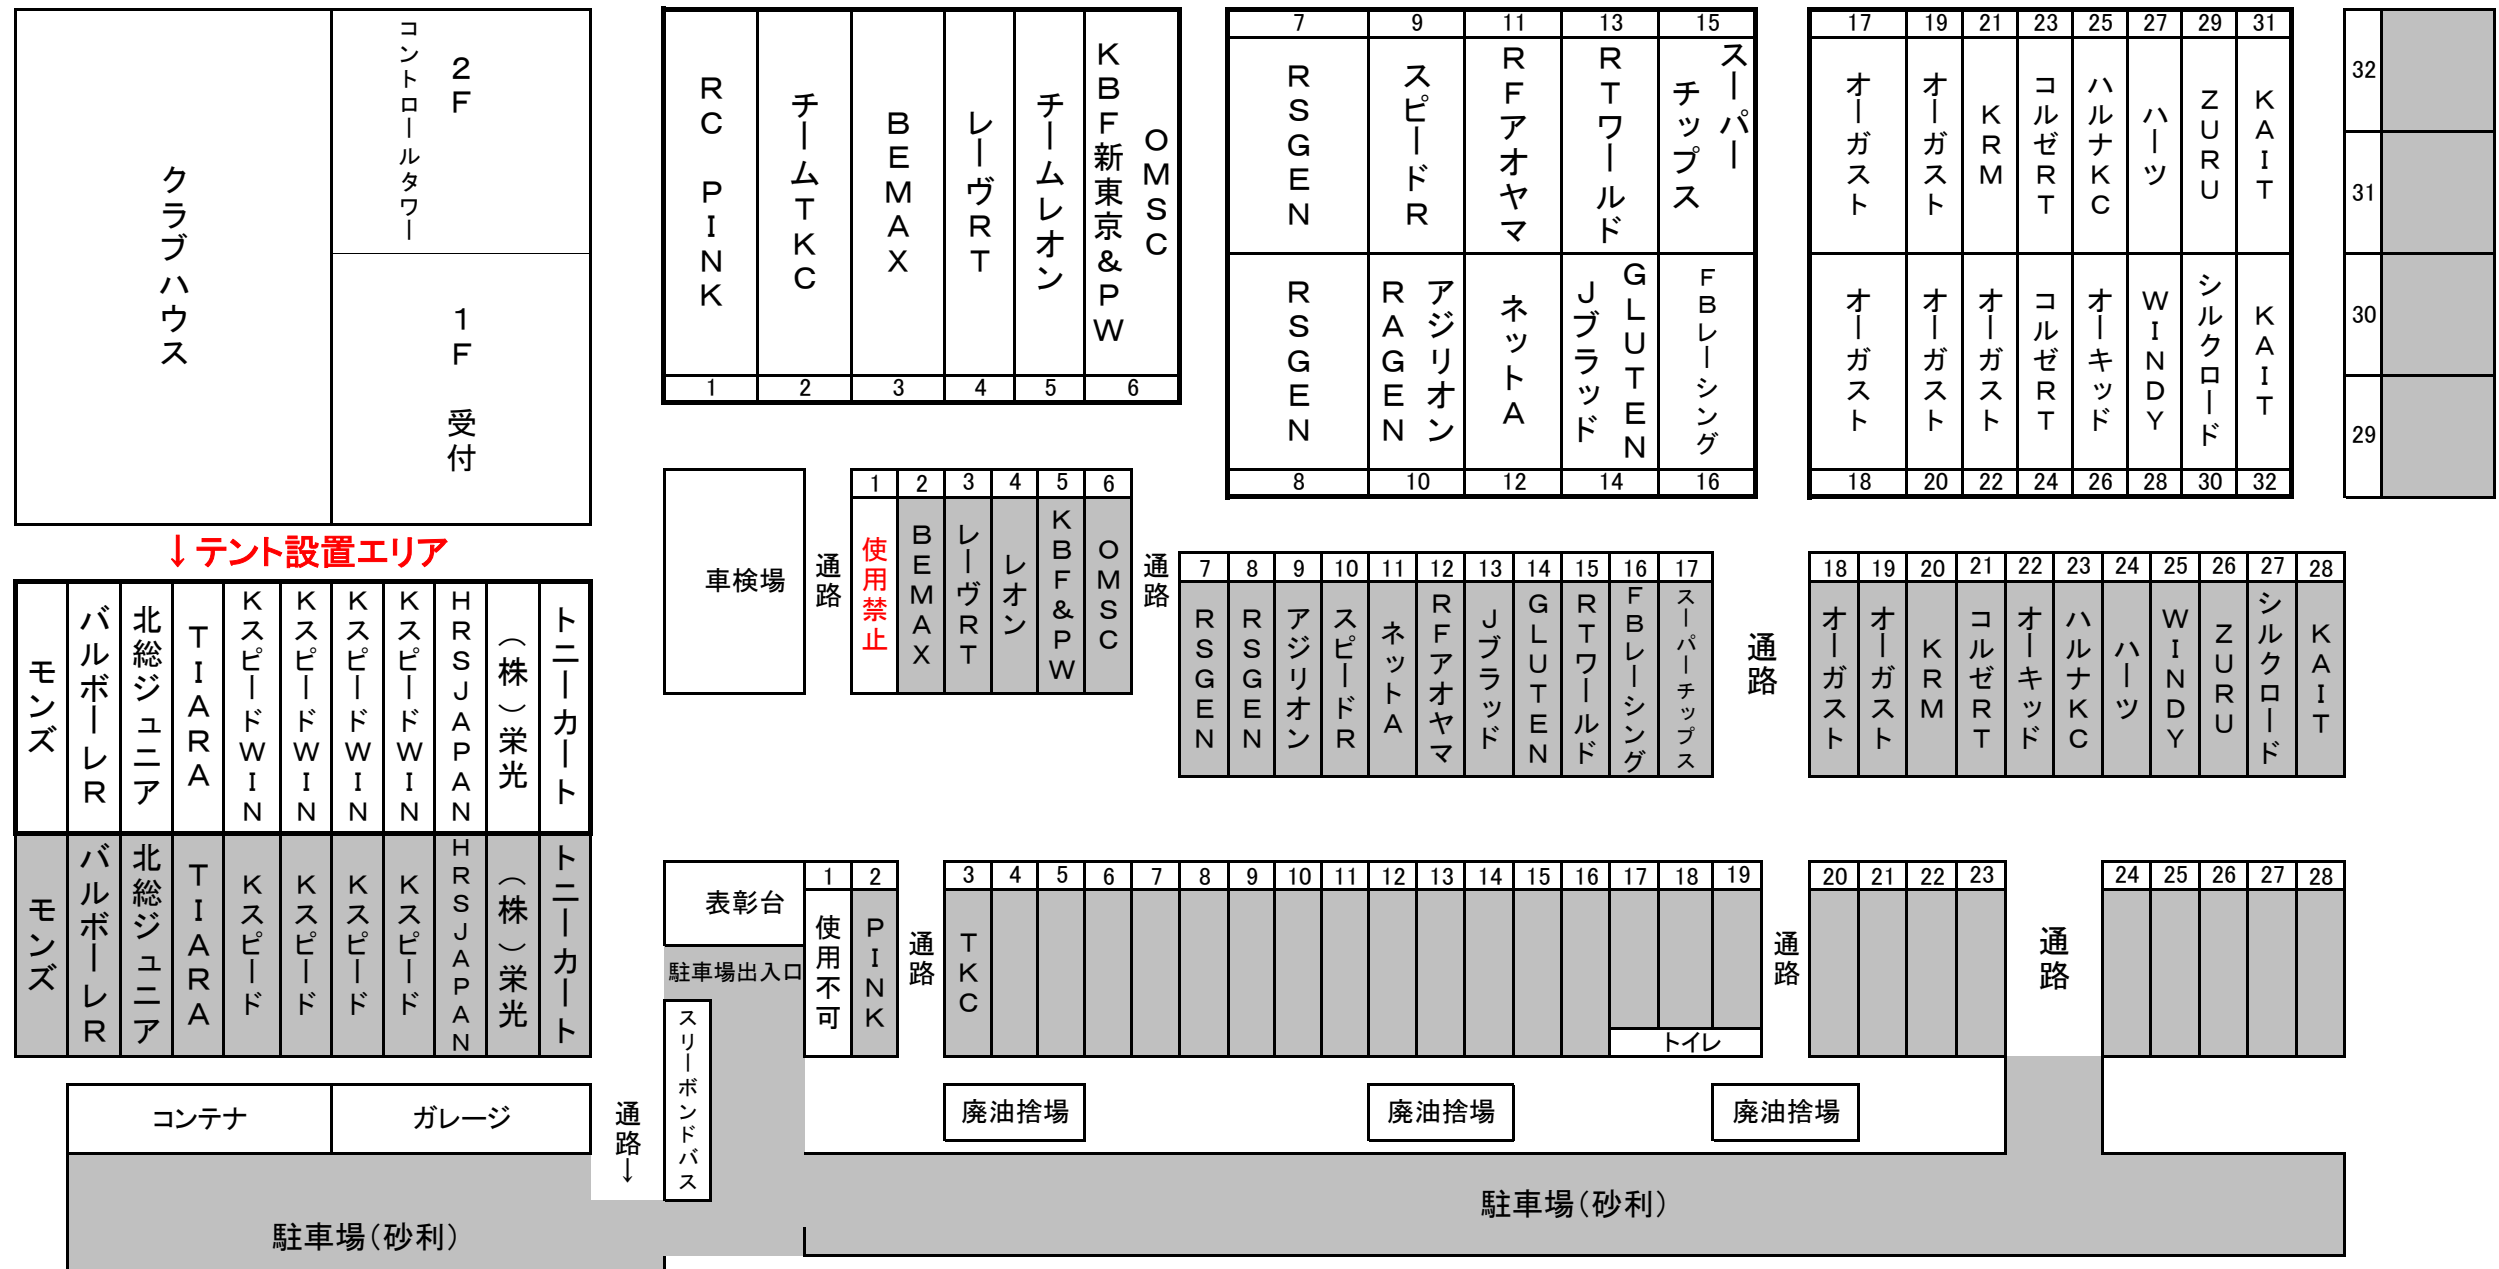 クラブハウス
コントロールタワー
２Ｆ
１Ｆ　受付
ＲＣ　ＰＩＮＫ
チームＴＫＣ
ＢＥＭＡＸ
レーヴＲＴ
チームレオン
ＫＢＦ新東京＆ＰＷ
ＯＭＳＣ
1 2 3 4 5 6
7 9 11 13 15
ＲＳＧＥＮ
スピードＲ
ＲＦアオヤマ
ＲＴワールド
スーパー
チップス
ＲＳＧＥＮ
アジリオン
ＲＡＧＥＮ
ネットＡ
ＧＬＵＴＥＮ
Ｊブラッド
ＦＢレーシング
8 10 12 14 16
17 19 21 23 25 27 29 31
オーガスト
オーガスト
ＫＲＭ
コルゼＲＴ
ハルナＫＣ
ハーツ
ＺＵＲＵ
ＫＡＩＴ
オーガスト
オーガスト
オーガスト
コルゼＲＴ
オーキッド
ＷＩＮＤＹ
シルクロード
ＫＡＩＴ
18 20 22 24 26 28 30 32
32
31
30
29
↓テント設置エリア
モンズ
バルボーレＲ
北総ジュニア
ＴＩＡＲＡ
ＫスピードＷＩＮ
ＫスピードＷＩＮ
ＫスピードＷＩＮ
ＫスピードＷＩＮ
ＨＲＳＪＡＰＡＮ
（株）栄光
トニーカート
モンズ
バルボーレＲ
北総ジュニア
ＴＩＡＲＡ
Ｋスピード
Ｋスピード
Ｋスピード
Ｋスピード
ＨＲＳＪＡＰＡＮ
（株）栄光
トニーカート
車検場
通路
1 2 3 4 5 6
使用禁止
ＢＥＭＡＸ
レーヴＲＴ
レオン
ＫＢＦ＆ＰＷ
ＯＭＳＣ
通路
7 8 9 10 11 12 13 14 15 16 17
ＲＳＧＥＮ
ＲＳＧＥＮ
アジリオン
スピードＲ
ネットＡ
ＲＦアオヤマ
Ｊブラッド
ＧＬＵＴＥＮ
ＲＴワールド
ＦＢレーシング
スーパーチップス
通路
18 19 20 21 22 23 24 25 26 27 28
オーガスト
オーガスト
ＫＲＭ
コルゼＲＴ
オーキッド
ハルナＫＣ
ハーツ
ＷＩＮＤＹ
ＺＵＲＵ
シルクロード
ＫＡＩＴ
表彰台
駐車場出入口
スリーボンドバス
1 2
使用不可
ＰＩＮＫ
通路
3 4 5 6 7 8 9 10 11 12 13 14 15 16 17 18 19
ＴＫＣ
トイレ
通路
20 21 22 23
通路
24 25 26 27 28
コンテナ
ガレージ
通路→
廃油捨場
廃油捨場
廃油捨場
駐車場（砂利）
駐車場（砂利）